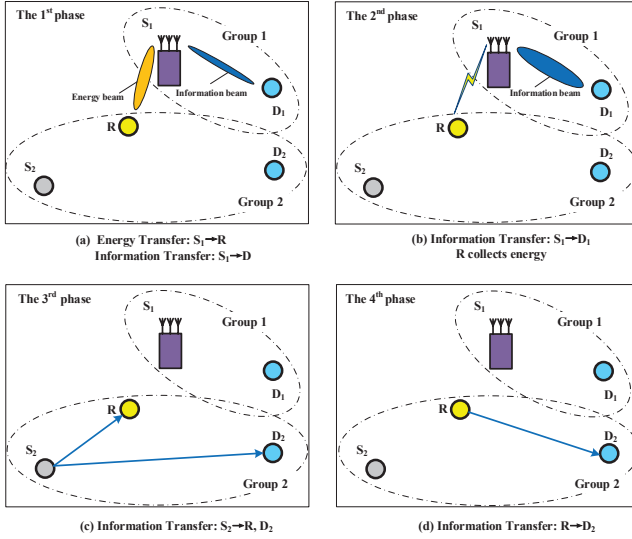 The 1st phase
S1
Group 1
Energy beam
Information beam
D1
R
D2
S2
Group 2
(a) Energy Transfer: S1→R
Information Transfer: S1→D
The 2nd phase
S1
Group 1
Information beam
D1
R
D2
S2
Group 2
(b) Information Transfer: S1→D1
R collects energy
The 3rd phase
S1
Group 1
D1
R
D2
S2
Group 2
(c) Information Transfer: S2→R, D2
The 4th phase
S1
Group 1
D1
R
D2
S2
Group 2
(d) Information Transfer: R→D2